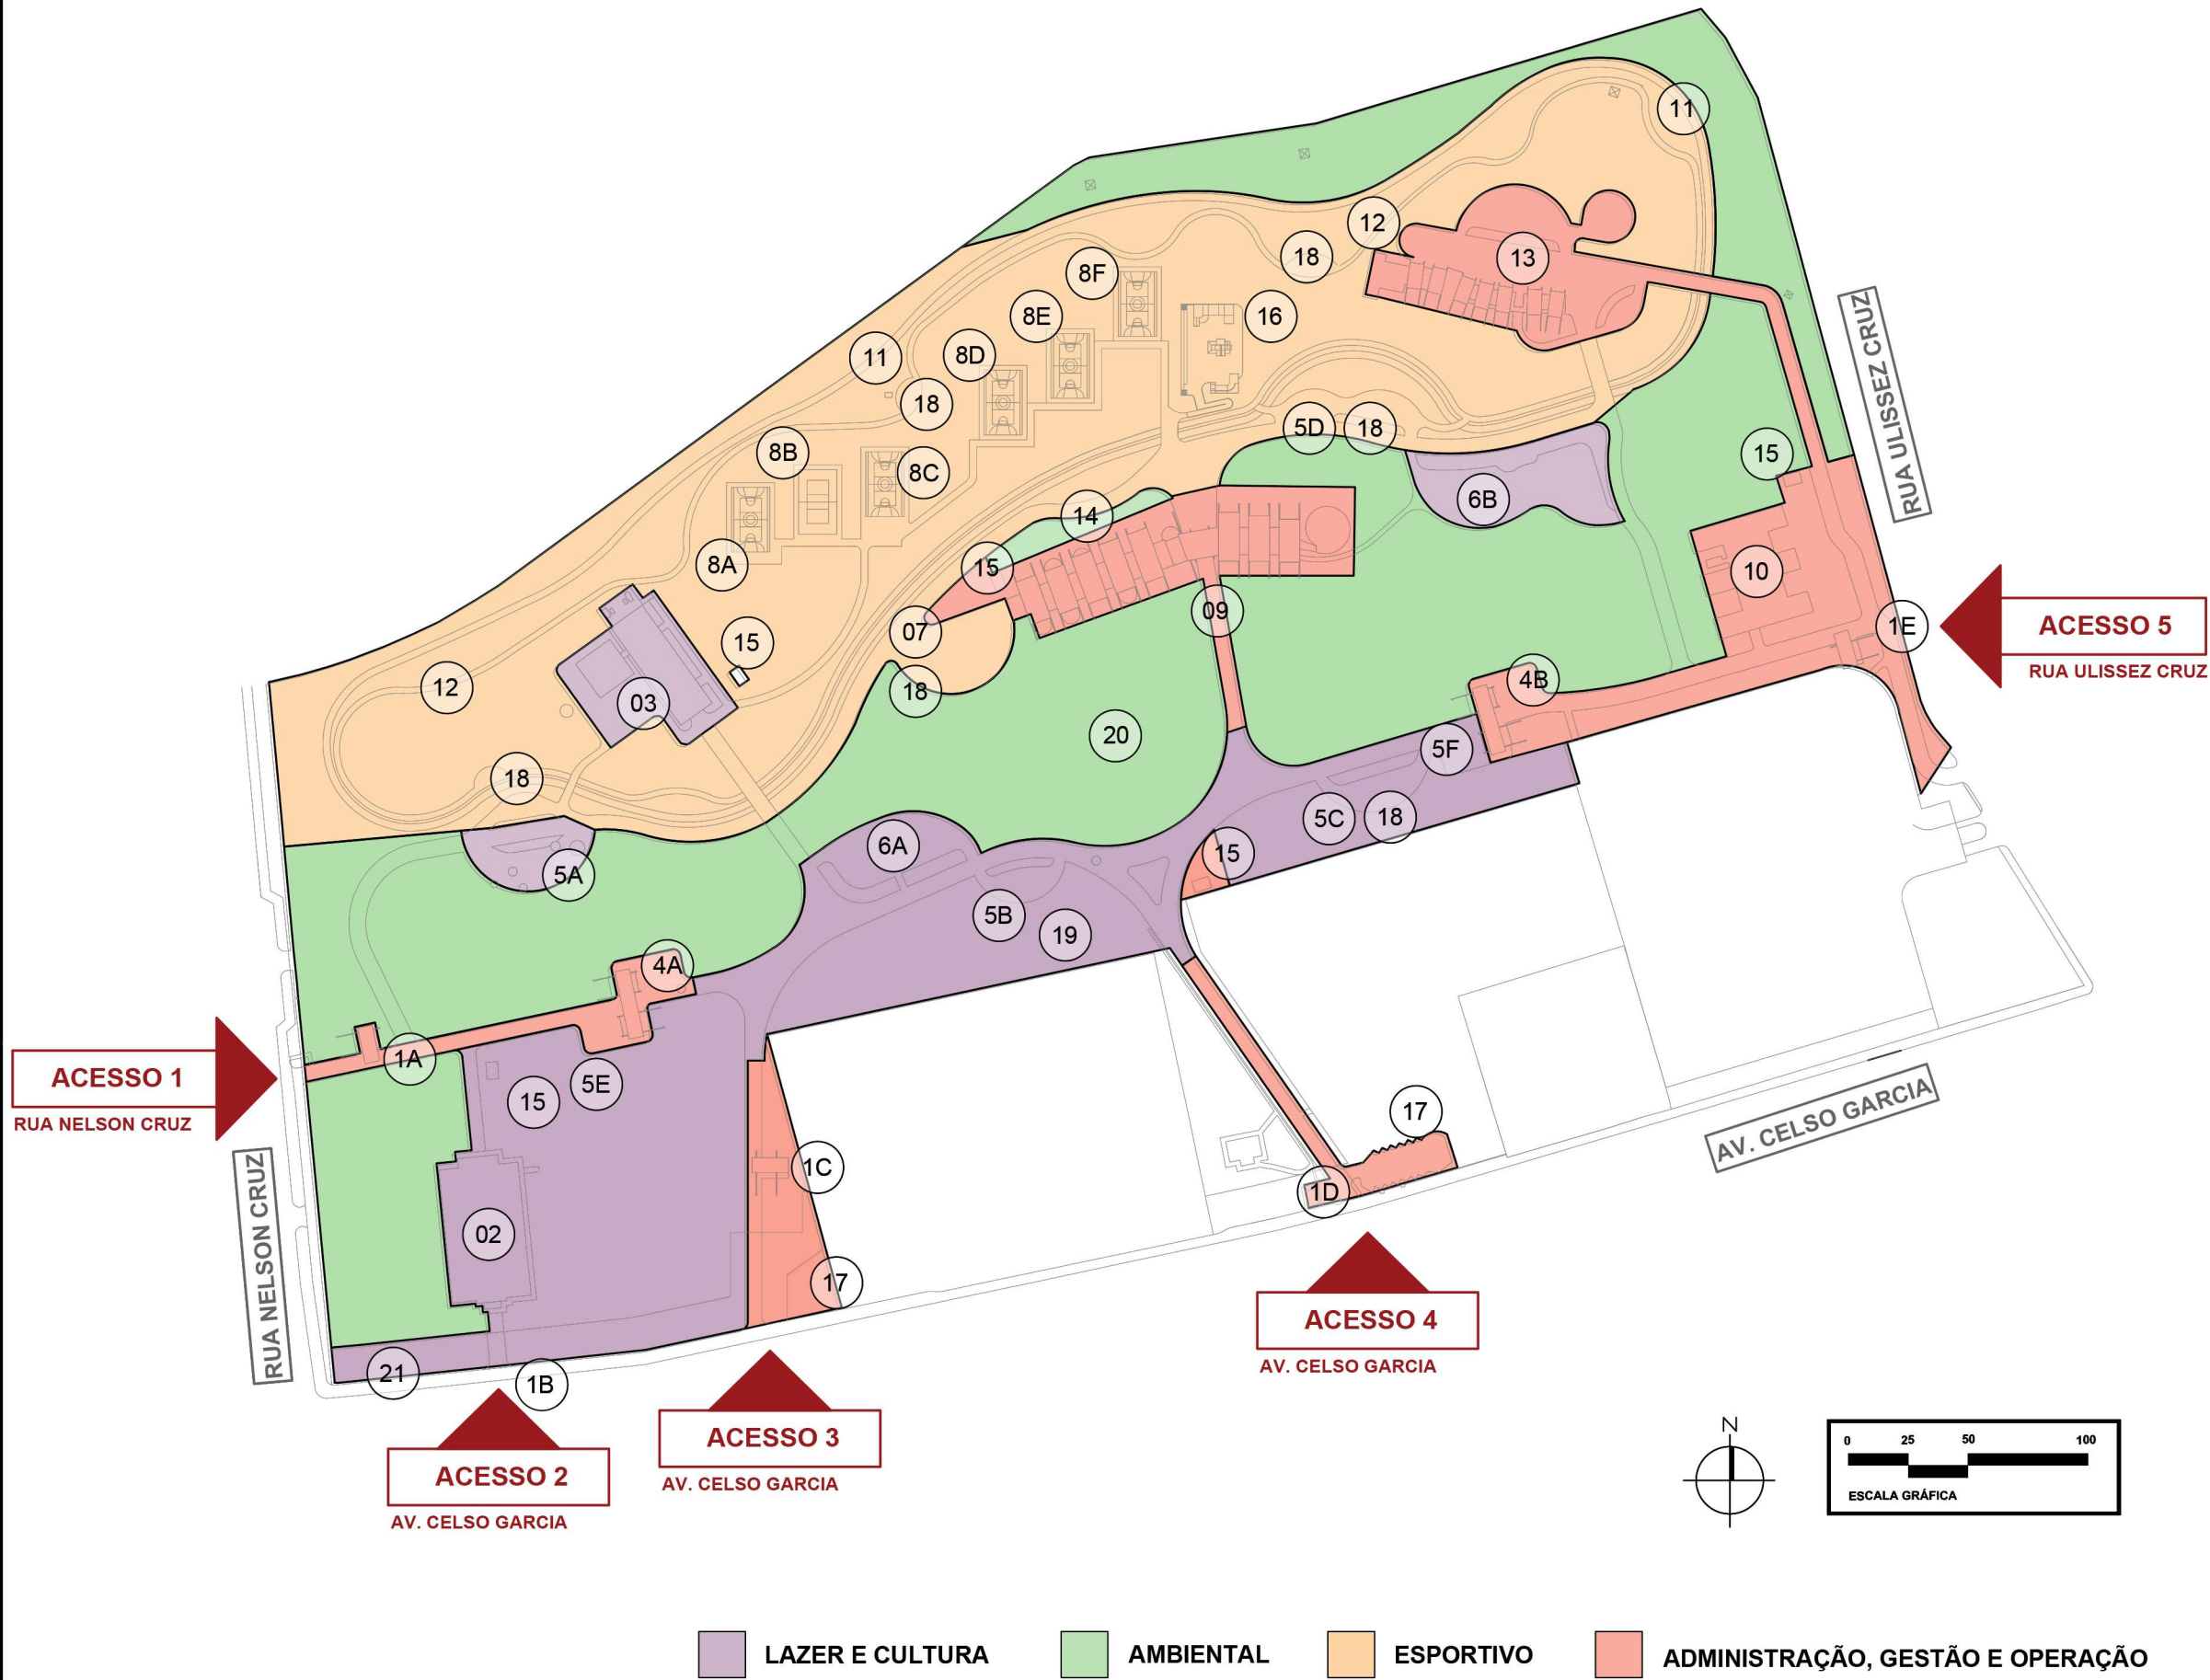 11
12
18
13
8F
8E
16
11
8D
18
5D
18
8B
8C
6B
15
14
8A
15
10
07
09
15
1E
RUA ULISSEZ CRUZ
ACESSO 5
RUA ULISSEZ CRUZ
12
03
18
4B
20
5F
18
6A
5C
18
15
5A
5B
19
4A
1A
ACESSO 1
RUA NELSON CRUZ
15
5E
RUA NELSON CRUZ
1C
02
17
17
1D
AV. CELSO GARCIA
21
1B
ACESSO 2
AV. CELSO GARCIA
ACESSO 3
AV. CELSO GARCIA
ACESSO 4
AV. CELSO GARCIA
N
0 25 50 100
ESCALA GRÁFICA
LAZER E CULTURA
AMBIENTAL
ESPORTIVO
ADMINISTRAÇÃO, GESTÃO E OPERAÇÃO